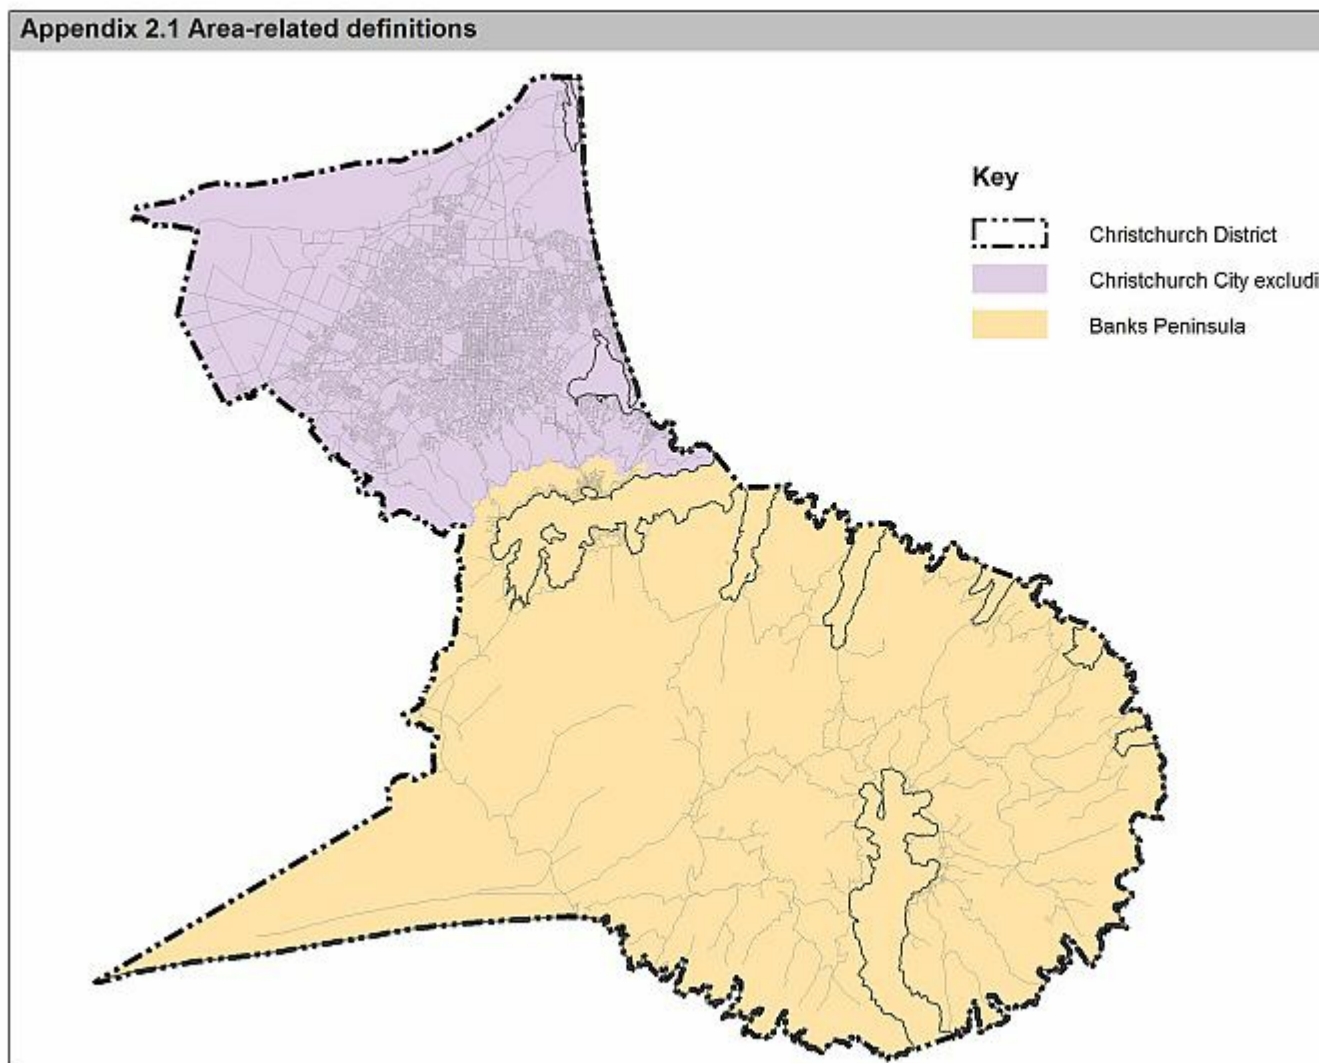 Appendix 2.1 Area-related definitions
Key
Christchurch District
Christchurch City excludi
Banks Peninsula